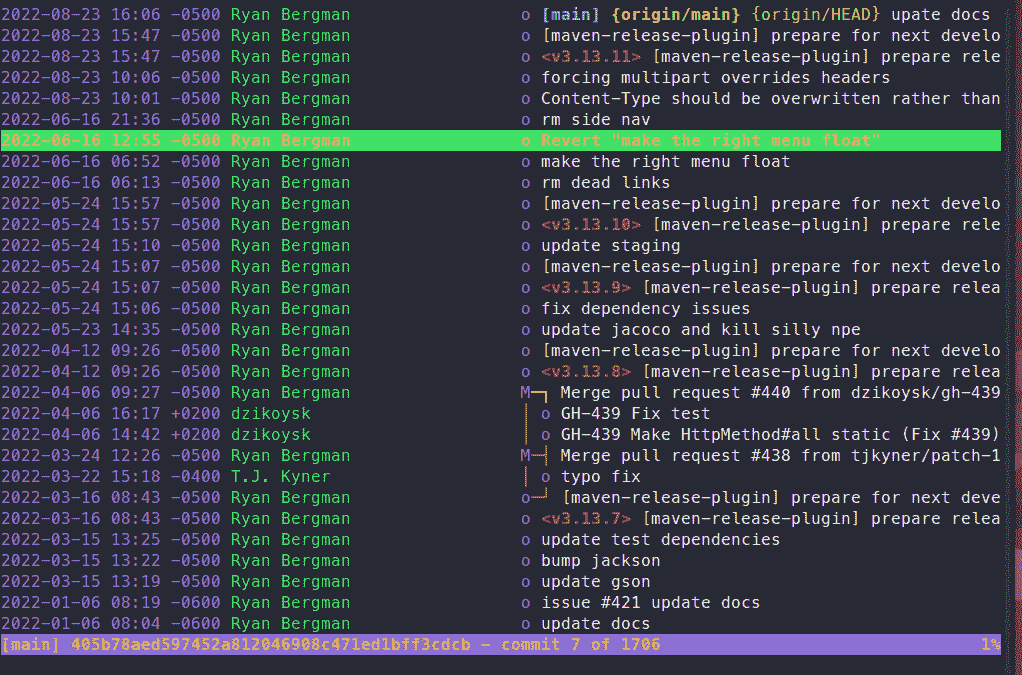 2022-08-23 16:06 -0500 Ryan Bergman o [main] {origin/main} {origin/HEAD} upate docs
2022-08-23 15:47 -0500 Ryan Bergman o [maven-release-plugin] prepare for next develo
2022-08-23 15:47 -0500 Ryan Bergman o <v3.13.11> [maven-release-plugin] prepare rele
2022-08-23 10:06 -0500 Ryan Bergman o forcing multipart overrides headers
2022-08-23 10:01 -0500 Ryan Bergman o Content-Type should be overwritten rather than
2022-06-16 21:36 -0500 Ryan Bergman o rm side nav
2022-06-16 12:55 -0500 Ryan Bergman o Revert "make the right menu float"
2022-06-16 06:52 -0500 Ryan Bergman o make the right menu float
2022-06-16 06:13 -0500 Ryan Bergman o rm dead links
2022-05-24 15:57 -0500 Ryan Bergman o [maven-release-plugin] prepare for next develo
2022-05-24 15:57 -0500 Ryan Bergman o <v3.13.10> [maven-release-plugin] prepare rele
2022-05-24 15:10 -0500 Ryan Bergman o update staging
2022-05-24 15:07 -0500 Ryan Bergman o [maven-release-plugin] prepare for next develo
2022-05-24 15:07 -0500 Ryan Bergman o <v3.13.9> [maven-release-plugin] prepare relea
2022-05-24 15:06 -0500 Ryan Bergman o fix dependency issues
2022-05-23 14:35 -0500 Ryan Bergman o update jacoco and kill silly npe
2022-04-12 09:26 -0500 Ryan Bergman o [maven-release-plugin] prepare for next develo
2022-04-12 09:26 -0500 Ryan Bergman o <v3.13.8> [maven-release-plugin] prepare relea
2022-04-06 09:27 -0500 Ryan Bergman M─┐ Merge pull request #440 from dzikoysk/gh-439
2022-04-06 16:17 +0200 dzikoysk │ o GH-439 Fix test
2022-04-06 14:42 +0200 dzikoysk │ o GH-439 Make HttpMethod#all static (Fix #439)
2022-03-24 12:26 -0500 Ryan Bergman M─┤ Merge pull request #438 from tjkyner/patch-1
2022-03-22 15:18 -0400 T.J. Kyner │ o typo fix
2022-03-16 08:43 -0500 Ryan Bergman o─┘ [maven-release-plugin] prepare for next deve
2022-03-16 08:43 -0500 Ryan Bergman o <v3.13.7> [maven-release-plugin] prepare relea
2022-03-15 13:25 -0500 Ryan Bergman o update test dependencies
2022-03-15 13:22 -0500 Ryan Bergman o bump jackson
2022-03-15 13:19 -0500 Ryan Bergman o update gson
2022-01-06 08:19 -0600 Ryan Bergman o issue #421 update docs
2022-01-06 08:04 -0600 Ryan Bergman o update docs
[main] 405b78aed597452a812046908c471ed1bff3cdcb - commit 7 of 1706 1%